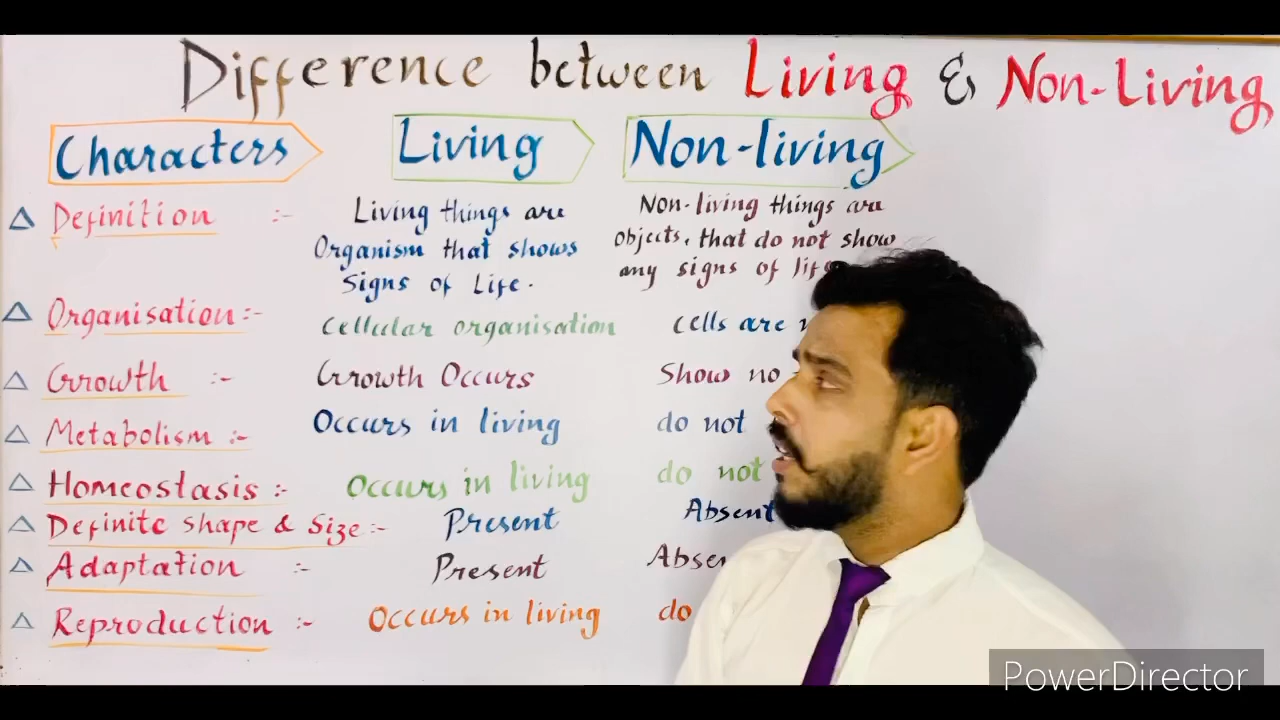 Difference between Living & Non-Living
Characters Living Non-living
Definition :- Living things are Non-living things are
Organism that shows objects, that do not show
Signs of Life. any signs of life
Organisation:- cellular organisation cells are
Growth :- Growth Occurs Show no
Metabolism :- Occurs in living do not
Homeostasis :- Occurs in living do not
Definite shape & Size:- Present Absent
Adaptation :- Present
Reproduction :- Occurs in living do
PowerDirector